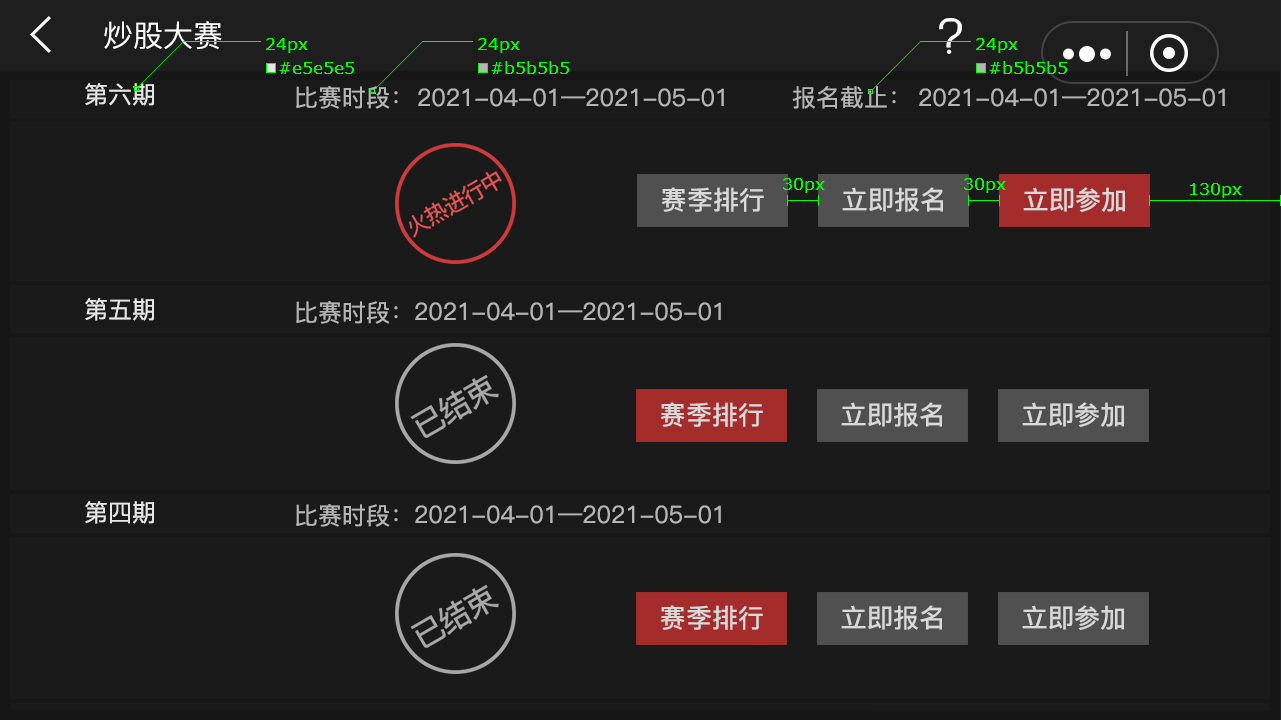 炒股大赛 ?
24px 24px 24px
#e5e5e5 #b5b5b5 #b5b5b5
第六期 比赛时段：2021-04-01—2021-05-01 报名截止：2021-04-01—2021-05-01
火热进行中
赛季排行 30px 立即报名 30px 立即参加 130px
第五期 比赛时段：2021-04-01—2021-05-01
已结束
赛季排行 立即报名 立即参加
第四期 比赛时段：2021-04-01—2021-05-01
已结束
赛季排行 立即报名 立即参加